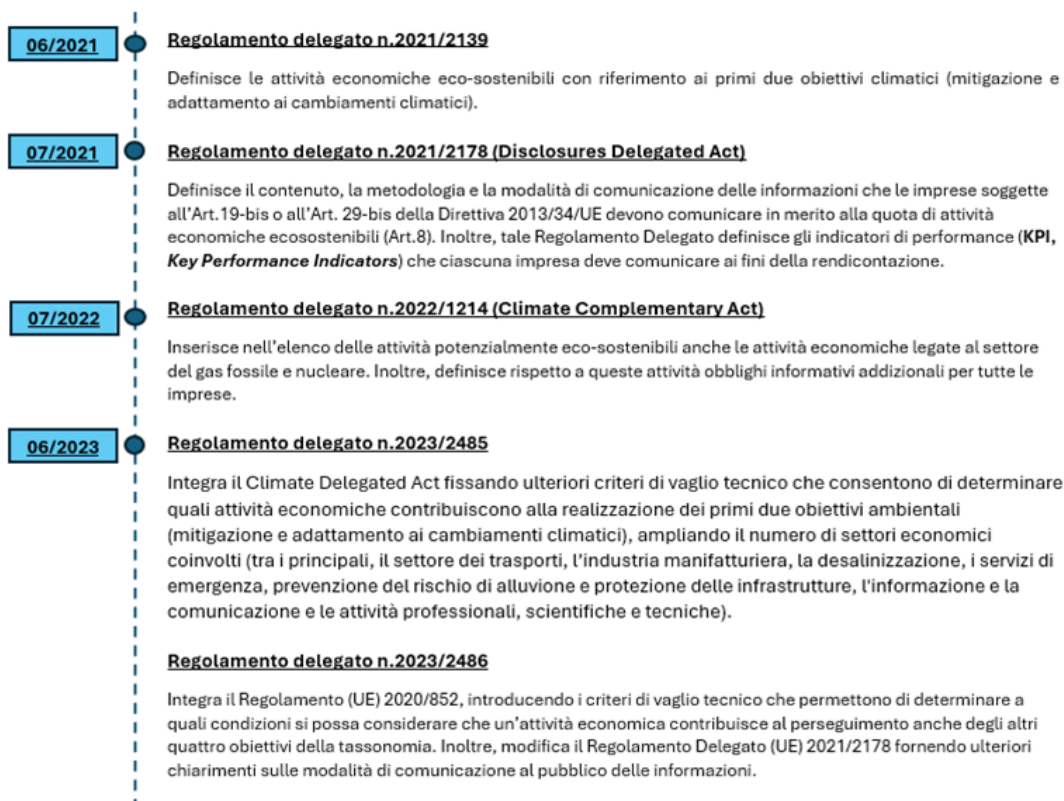 06/2021
Regolamento delegato n.2021/2139
Definisce le attività economiche eco-sostenibili con riferimento ai primi due obiettivi climatici (mitigazione e
adattamento ai cambiamenti climatici).
07/2021
Regolamento delegato n.2021/2178 (Disclosures Delegated Act)
Definisce il contenuto, la metodologia e la modalità di comunicazione delle informazioni che le imprese soggette
all'Art.19-bis o all'Art. 29-bis della Direttiva 2013/34/UE devono comunicare in merito alla quota di attività
economiche ecosostenibili (Art.8). Inoltre, tale Regolamento Delegato definisce gli indicatori di performance (KPI,
Key Performance Indicators) che ciascuna impresa deve comunicare ai fini della rendicontazione.
07/2022
Regolamento delegato n.2022/1214 (Climate Complementary Act)
Inserisce nell'elenco delle attività potenzialmente eco-sostenibili anche le attività economiche legate al settore
del gas fossile e nucleare. Inoltre, definisce rispetto a queste attività obblighi informativi addizionali per tutte le
imprese.
06/2023
Regolamento delegato n.2023/2485
Integra il Climate Delegated Act fissando ulteriori criteri di vaglio tecnico che consentono di determinare
quali attività economiche contribuiscono alla realizzazione dei primi due obiettivi ambientali
(mitigazione e adattamento ai cambiamenti climatici), ampliando il numero di settori economici
coinvolti (tra i principali, il settore dei trasporti, l'industria manifatturiera, la desalinizzazione, i servizi di
emergenza, prevenzione del rischio di alluvione e protezione delle infrastrutture, l'informazione e la
comunicazione e le attività professionali, scientifiche e tecniche).
Regolamento delegato n.2023/2486
Integra il Regolamento (UE) 2020/852, introducendo i criteri di vaglio tecnico che permettono di determinare a
quali condizioni si possa considerare che un'attività economica contribuisce al perseguimento anche degli altri
quattro obiettivi della tassonomia. Inoltre, modifica il Regolamento Delegato (UE) 2021/2178 fornendo ulteriori
chiarimenti sulle modalità di comunicazione al pubblico delle informazioni.